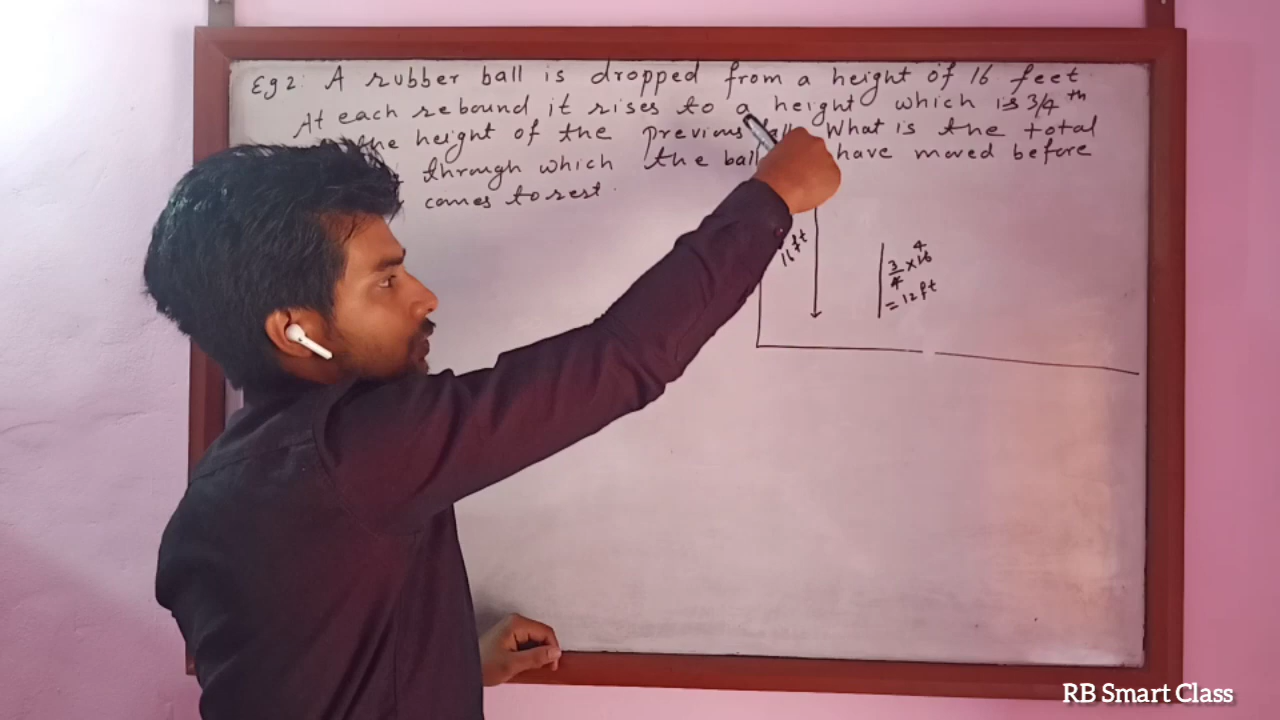 Eg 2: A rubber ball is dropped from a height of 16 feet
At each rebound it rises to a height which is 3/4 th
the height of the previous What is the total
through which the ball have moved before
comes to rest.
16 ft
3/4 × 16 4
= 12 ft
RB Smart Class